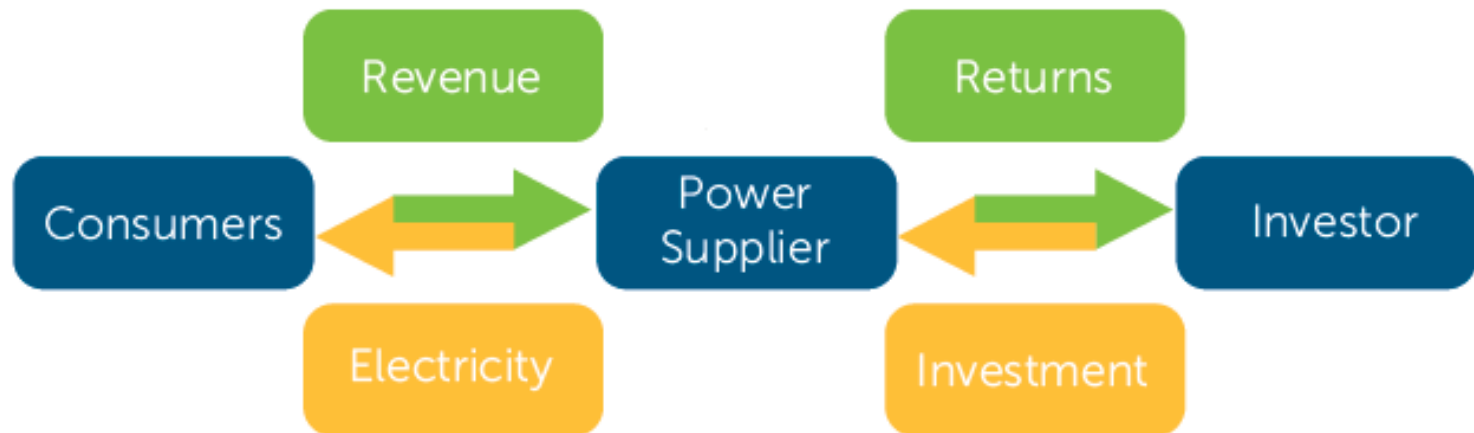 Revenue
Returns
Consumers
Power
Supplier
Investor
Electricity
Investment